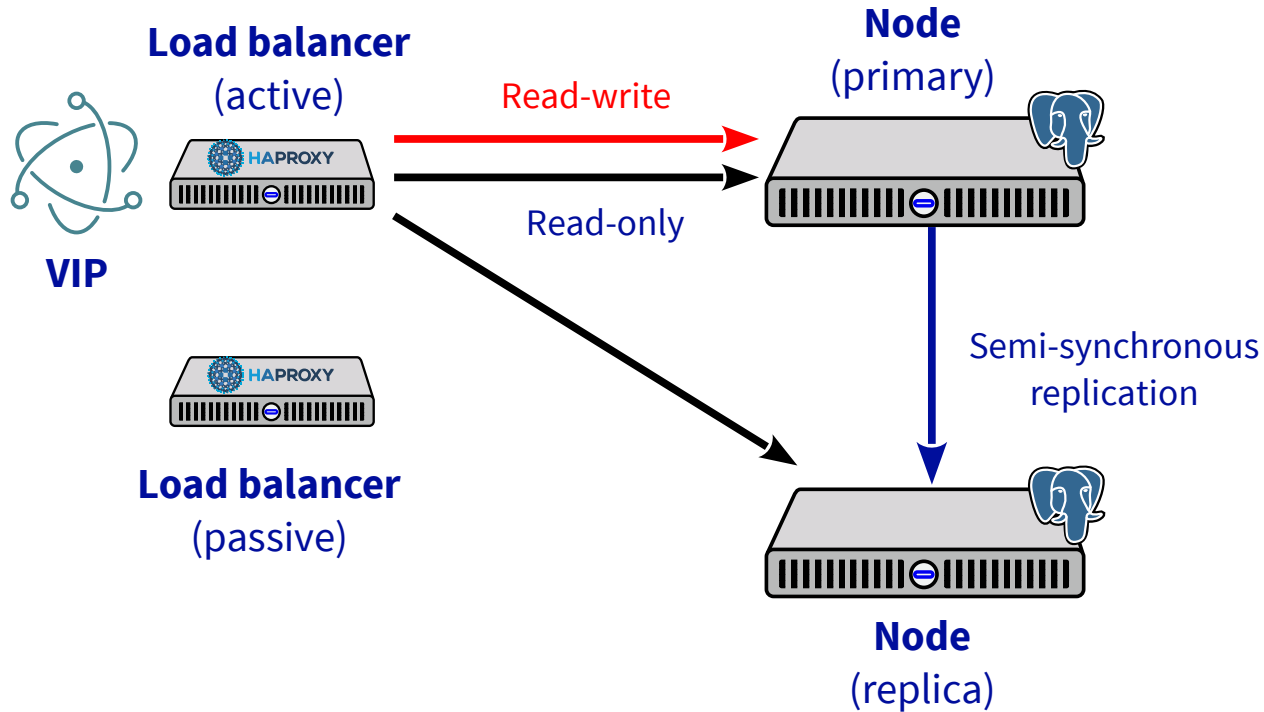 Load balancer
(active)
HAPROXY
VIP
Read-write
Read-only
Node
(primary)
Semi-synchronous
replication
HAPROXY
Load balancer
(passive)
Node
(replica)